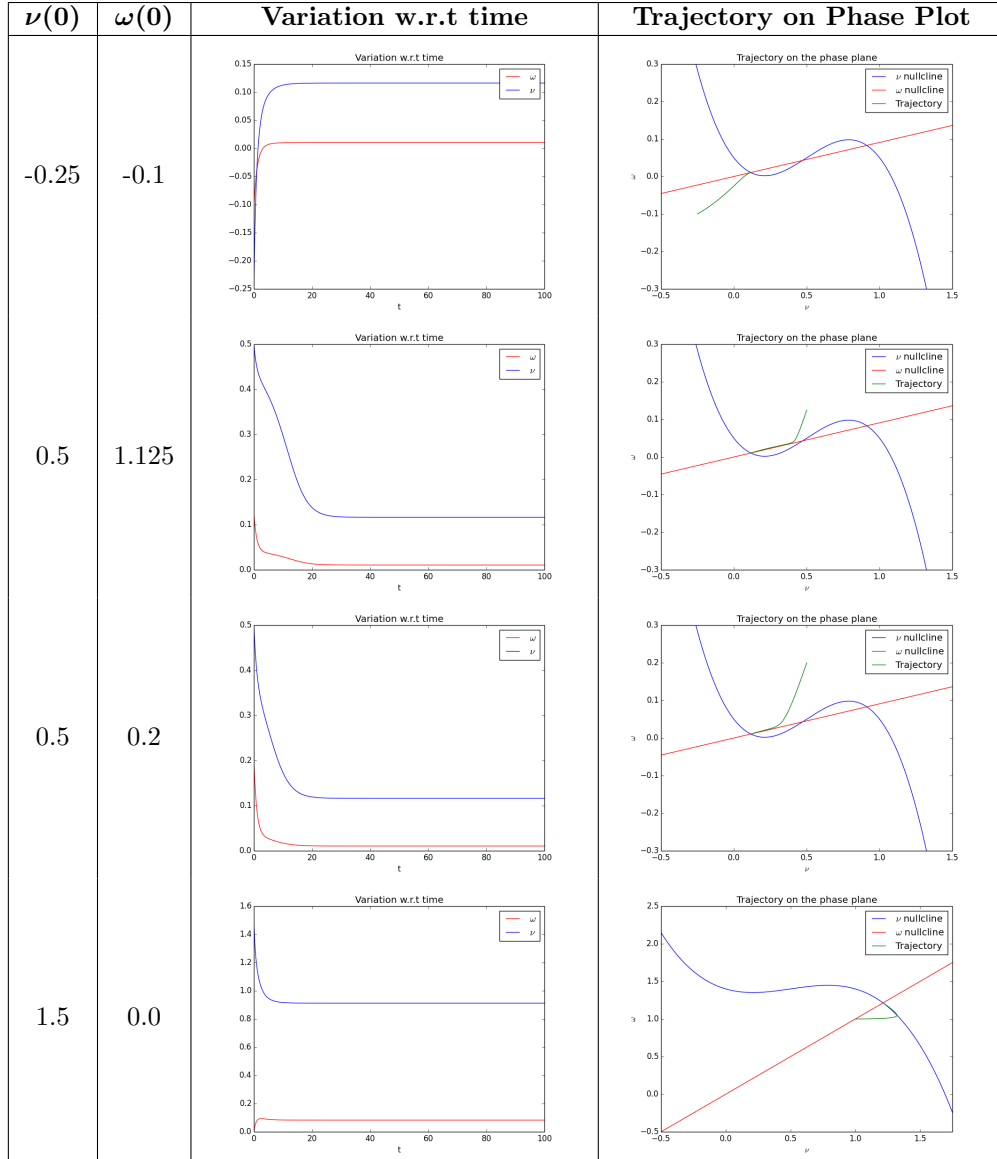 ν(0) ω(0) Variation w.r.t time Trajectory on Phase Plot
-0.25 -0.1
Variation w.r.t time
ω
ν
0.15
0.10
0.05
0.00
−0.05
−0.10
−0.15
−0.20
−0.25
0 20 40 60 80 100
t
Trajectory on the phase plane
ν nullcline
ω nullcline
Trajectory
0.3
0.2
0.1
0.0
−0.1
−0.2
−0.3
ω
−0.5 0.0 0.5 1.0 1.5
ν
0.5 1.125
Variation w.r.t time
ω
ν
0.5
0.4
0.3
0.2
0.1
0.0
0 20 40 60 80 100
t
Trajectory on the phase plane
ν nullcline
ω nullcline
Trajectory
0.3
0.2
0.1
0.0
−0.1
−0.2
−0.3
ω
−0.5 0.0 0.5 1.0 1.5
ν
0.5 0.2
Variation w.r.t time
ω
ν
0.5
0.4
0.3
0.2
0.1
0.0
0 20 40 60 80 100
t
Trajectory on the phase plane
ν nullcline
ω nullcline
Trajectory
0.3
0.2
0.1
0.0
−0.1
−0.2
−0.3
ω
−0.5 0.0 0.5 1.0 1.5
ν
1.5 0.0
Variation w.r.t time
ω
ν
1.6
1.4
1.2
1.0
0.8
0.6
0.4
0.2
0.0
0 20 40 60 80 100
t
Trajectory on the phase plane
ν nullcline
ω nullcline
Trajectory
2.5
2.0
1.5
1.0
0.5
0.0
−0.5
ω
−0.5 0.0 0.5 1.0 1.5
ν